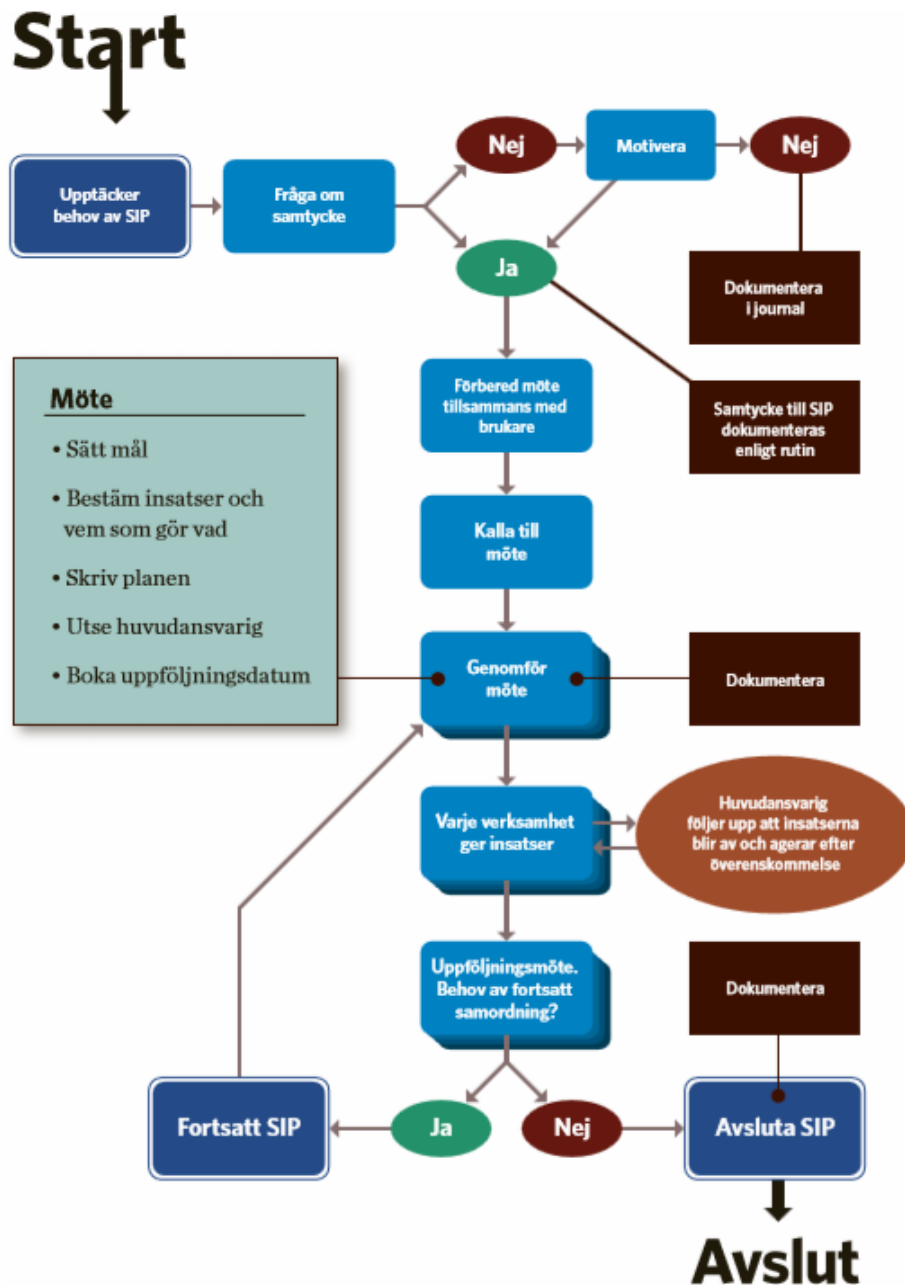 Start
Nej
Motivera
Nej
Upptäcker
behov av SIP
Fråga om
samtycke
Ja
Dokumentera
i journal
Förbered möte
tillsammans med
brukare
Samtycke till SIP
dokumenteras
enligt rutin
Möte
• Sätt mål
• Bestäm insatser och
vem som gör vad
• Skriv planen
• Utse huvudansvarig
• Boka uppföljningsdatum
Kalla till
möte
Genomför
möte
Dokumentera
Varje verksamhet
ger insatser
Huvudansvarig
följer upp att insatserna
blir av och agerar efter
överenskommelse
Uppföljningsmöte.
Behov av fortsatt
samordning?
Dokumentera
Fortsatt SIP
Ja
Nej
Avsluta SIP
Avslut